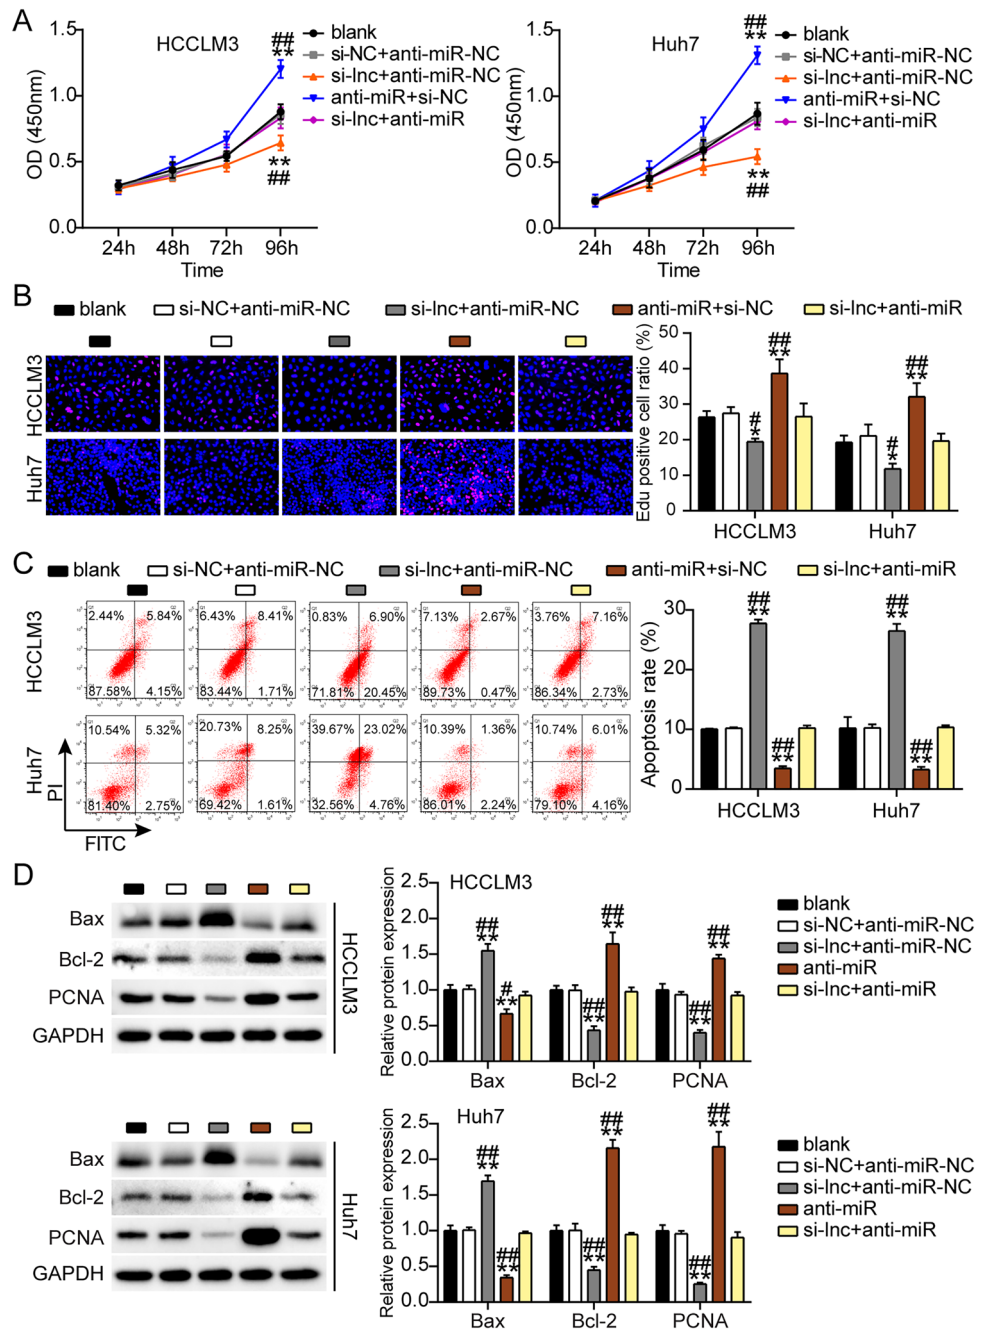 A
HCCLM3
OD (450nm)
1.5
1.0
0.5
0.0
24h 48h 72h 96h
Time
##
**
**
##
blank
si-NC+anti-miR-NC
si-lnc+anti-miR-NC
anti-miR+si-NC
si-lnc+anti-miR
Huh7
OD (450nm)
1.5
1.0
0.5
0.0
24h 48h 72h 96h
Time
##
**
**
##
blank
si-NC+anti-miR-NC
si-lnc+anti-miR-NC
anti-miR+si-NC
si-lnc+anti-miR
B
blank si-NC+anti-miR-NC si-lnc+anti-miR-NC anti-miR+si-NC si-lnc+anti-miR
HCCLM3
Huh7
Edu positive cell ratio (%)
50
40
30
20
10
0
#
*
##
**
#
*
##
**
HCCLM3 Huh7
C
blank si-NC+anti-miR-NC si-lnc+anti-miR-NC anti-miR+si-NC si-lnc+anti-miR
HCCLM3
2.44% 5.84% 6.43% 8.41% 0.83% 6.90% 7.13% 2.67% 3.76% 7.16%
87.58% 4.15% 83.44% 1.71% 71.81% 20.45% 89.73% 0.47% 86.34% 2.73%
Huh7
10.54% 5.32% 20.73% 8.25% 39.67% 23.02% 10.39% 1.36% 10.74% 6.01%
81.40% 2.75% 69.42% 1.61% 32.56% 4.76% 86.01% 2.24% 79.10% 4.16%
PI
FITC
Apoptosis rate (%)
30
20
10
0
##
**
##
**
##
**
##
**
HCCLM3 Huh7
D
Bax
Bcl-2
PCNA
GAPDH
HCCLM3
HCCLM3
Relative protein expression
2.5
2.0
1.5
1.0
0.5
0.0
##
**
#
**
##
**
##
**
##
**
##
**
Bax Bcl-2 PCNA
blank
si-NC+anti-miR-NC
si-lnc+anti-miR-NC
anti-miR
si-lnc+anti-miR
Bax
Bcl-2
PCNA
GAPDH
Huh7
Huh7
Relative protein expression
2.5
2.0
1.5
1.0
0.5
0.0
##
**
##
**
##
**
##
**
##
**
##
**
Bax Bcl-2 PCNA
blank
si-NC+anti-miR-NC
si-lnc+anti-miR-NC
anti-miR
si-lnc+anti-miR